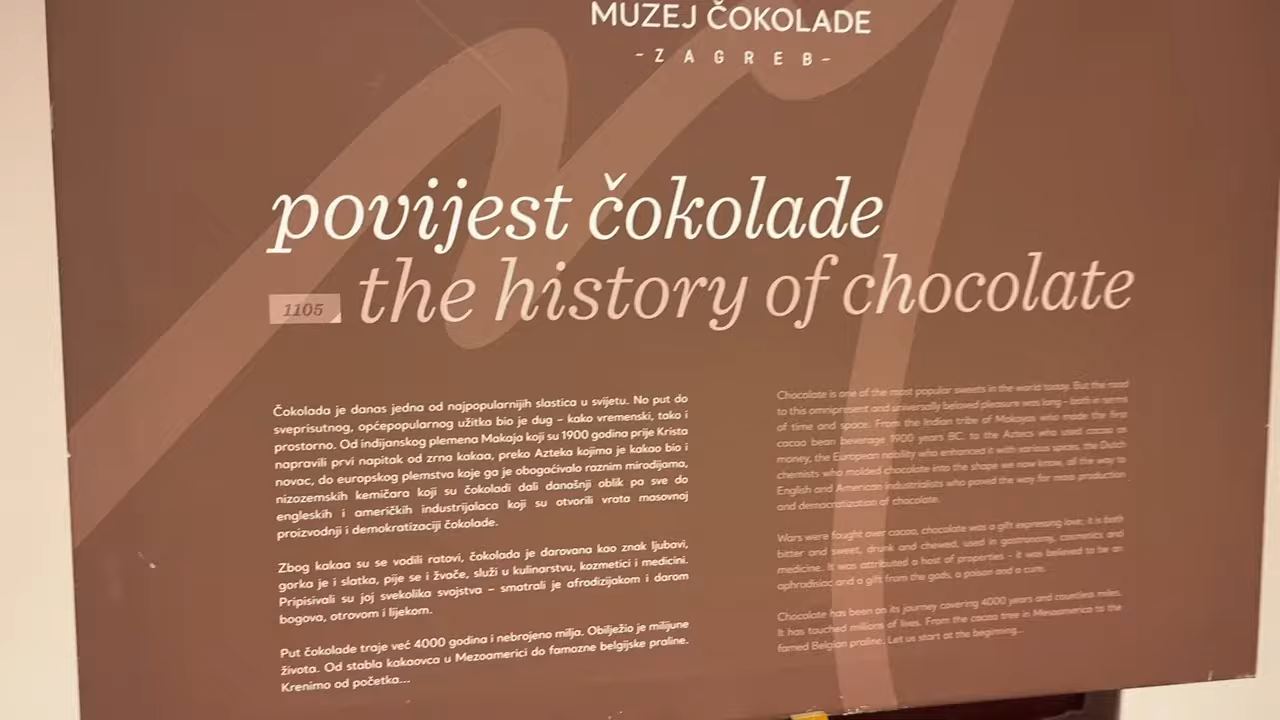 MUZEJ ČOKOLADE
-ZAGREB-
povijest čokolade
1105 the history of chocolate
Čokolada je danas jedna od najpopularnijih slastica u svijetu. No put do
sveprisutnog, općepopularnog užitka bio je dug – kako vremenski, tako i
prostorno. Od indijanskog plemena Makaja koji su 1900 godina prije Krista
napravili prvi napitak od zrna kakaa, preko Azteka kojima je kakao bio i
novac, do europskog plemstva koje ga je obogaćivalo raznim mirodijama,
nizozemskih kemičara koji su čokoladi dali današnji oblik pa sve do
engleskih i američkih industrijalaca koji su otvorili vrata masovnoj
proizvodnji i demokratizaciji čokolade.
Zbog kakaa su se vodili ratovi, čokolada je darovana kao znak ljubavi,
gorka je i slatka, pije se i žvače, služi u kulinarstvu, kozmetici i medicini.
Pripisivali su joj svekolika svojstva – smatrali je afrodizijakom i darom
bogova, otrovom i lijekom.
Put čokolade traje već 4000 godina i nebrojeno milja. Obilježio je milijune
života. Od stabla kakaovca u Mezoamerici do famozne belgijske praline.
Krenimo od početka...
Chocolate is one of the most popular sweets in the world today. But the road
to this omnipresent and universally beloved pleasure was long – both in terms
of time and space. From the Indian tribe of Mokayas who made the first
cacao bean beverage 1900 years BC. to the Aztecs who used cacao as
money, the European nobility who enhanced it with various spices, the Dutch
chemists who molded chocolate into the shape we now know, all the way to
English and American industrialists who paved the way for mass production
and democratization of chocolate.
Wars were fought over cacao, chocolate was a gift expressing love; it is both
bitter and sweet, drunk and chewed, used in gastronomy, cosmetics and
medicine. It was attributed a host of properties - it was believed to be an
aphrodisiac and a gift from the gods, a poison and a cure.
Chocolate has been on its journey covering 4000 years and countless miles.
It has touched millions of lives. From the cacao tree in Mesoamerica to the
famed Belgian praline. Let us start at the beginning...